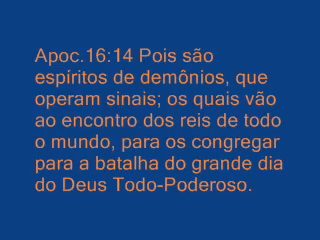 Apoc.16:14 Pois são
espíritos de demônios, que
operam sinais; os quais vão
ao encontro dos reis de todo
o mundo, para os congregar
para a batalha do grande dia
do Deus Todo-Poderoso.